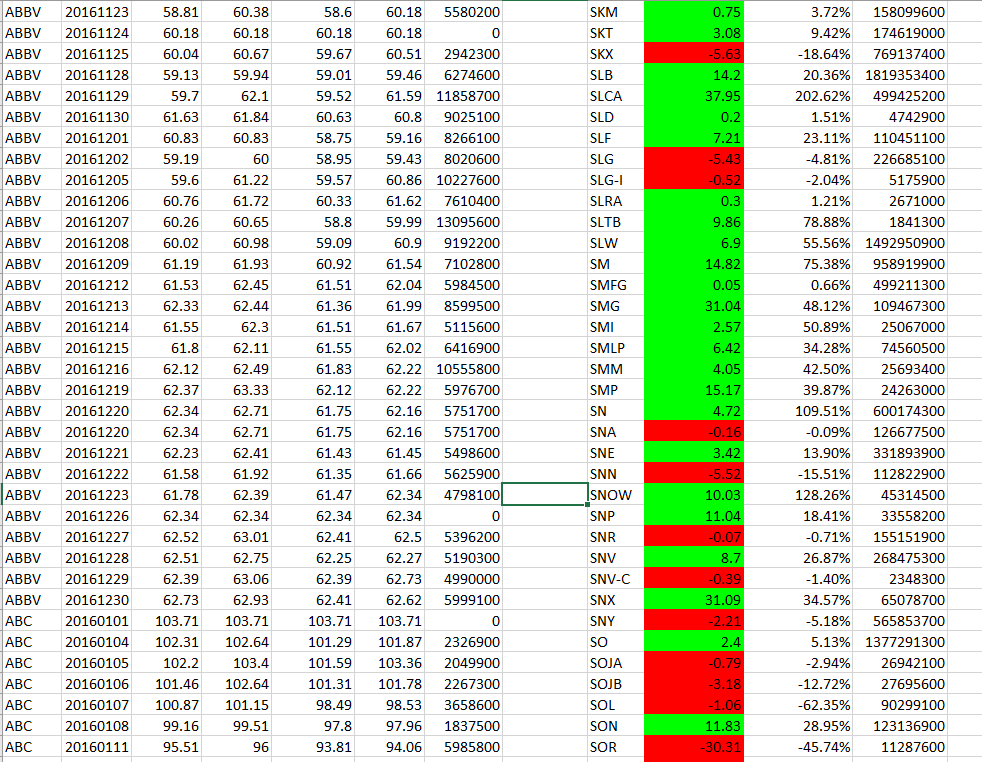 ABBV 20161123 58.81 60.38 58.6 60.18 5580200 SKM 0.75 3.72% 158099600
ABBV 20161124 60.18 60.18 60.18 60.18 0 SKT 3.08 9.42% 174619000
ABBV 20161125 60.04 60.67 59.67 60.51 2942300 SKX -5.63 -18.64% 769137400
ABBV 20161128 59.13 59.94 59.01 59.46 6274600 SLB 14.2 20.36% 1819353400
ABBV 20161129 59.7 62.1 59.52 61.59 11858700 SLCA 37.95 202.62% 499425200
ABBV 20161130 61.63 61.84 60.63 60.8 9025100 SLD 0.2 1.51% 4742900
ABBV 20161201 60.83 60.83 58.75 59.16 8266100 SLF 7.21 23.11% 110451100
ABBV 20161202 59.19 60 58.95 59.43 8020600 SLG -5.43 -4.81% 226685100
ABBV 20161205 59.6 61.22 59.57 60.86 10227600 SLG-I -0.52 -2.04% 5175900
ABBV 20161206 60.76 61.72 60.33 61.62 7610400 SLRA 0.3 1.21% 2671000
ABBV 20161207 60.26 60.65 58.8 59.99 13095600 SLTB 9.86 78.88% 1841300
ABBV 20161208 60.02 60.98 59.09 60.9 9192200 SLW 6.9 55.56% 1492950900
ABBV 20161209 61.19 61.93 60.92 61.54 7102800 SM 14.82 75.38% 958919900
ABBV 20161212 61.53 62.45 61.51 62.04 5984500 SMFG 0.05 0.66% 499211300
ABBV 20161213 62.33 62.44 61.36 61.99 8599500 SMG 31.04 48.12% 109467300
ABBV 20161214 61.55 62.3 61.51 61.67 5115600 SMI 2.57 50.89% 25067000
ABBV 20161215 61.8 62.11 61.55 62.02 6416900 SMLP 6.42 34.28% 74560500
ABBV 20161216 62.12 62.49 61.83 62.22 10555800 SMM 4.05 42.50% 25693400
ABBV 20161219 62.37 63.33 62.12 62.22 5976700 SMP 15.17 39.87% 24263000
ABBV 20161220 62.34 62.71 61.75 62.16 5751700 SN 4.72 109.51% 600174300
ABBV 20161220 62.34 62.71 61.75 62.16 5751700 SNA -0.16 -0.09% 126677500
ABBV 20161221 62.23 62.41 61.43 61.45 5498600 SNE 3.42 13.90% 331893900
ABBV 20161222 61.58 61.92 61.35 61.66 5625900 SNN -5.52 -15.51% 112822900
ABBV 20161223 61.78 62.39 61.47 62.34 4798100 SNOW 10.03 128.26% 45314500
ABBV 20161226 62.34 62.34 62.34 62.34 0 SNP 11.04 18.41% 33558200
ABBV 20161227 62.52 63.01 62.41 62.5 5396200 SNR -0.07 -0.71% 155151900
ABBV 20161228 62.51 62.75 62.25 62.27 5190300 SNV 8.7 26.87% 268475300
ABBV 20161229 62.39 63.06 62.39 62.73 4990000 SNV-C -0.39 -1.40% 2348300
ABBV 20161230 62.73 62.93 62.41 62.62 5999100 SNX 31.09 34.57% 65078700
ABC 20160101 103.71 103.71 103.71 103.71 0 SNY -2.21 -5.18% 565853700
ABC 20160104 102.31 102.64 101.29 101.87 2326900 SO 2.4 5.13% 1377291300
ABC 20160105 102.2 103.4 101.59 103.36 2049900 SOJA -0.79 -2.94% 26942100
ABC 20160106 101.46 102.64 101.31 101.78 2267300 SOJB -3.18 -12.72% 27695600
ABC 20160107 100.87 101.15 98.49 98.53 3658600 SOL -1.06 -62.35% 90299100
ABC 20160108 99.16 99.51 97.8 97.96 1837500 SON 11.83 28.95% 123136900
ABC 20160111 95.51 96 93.81 94.06 5985800 SOR -30.31 -45.74% 11287600